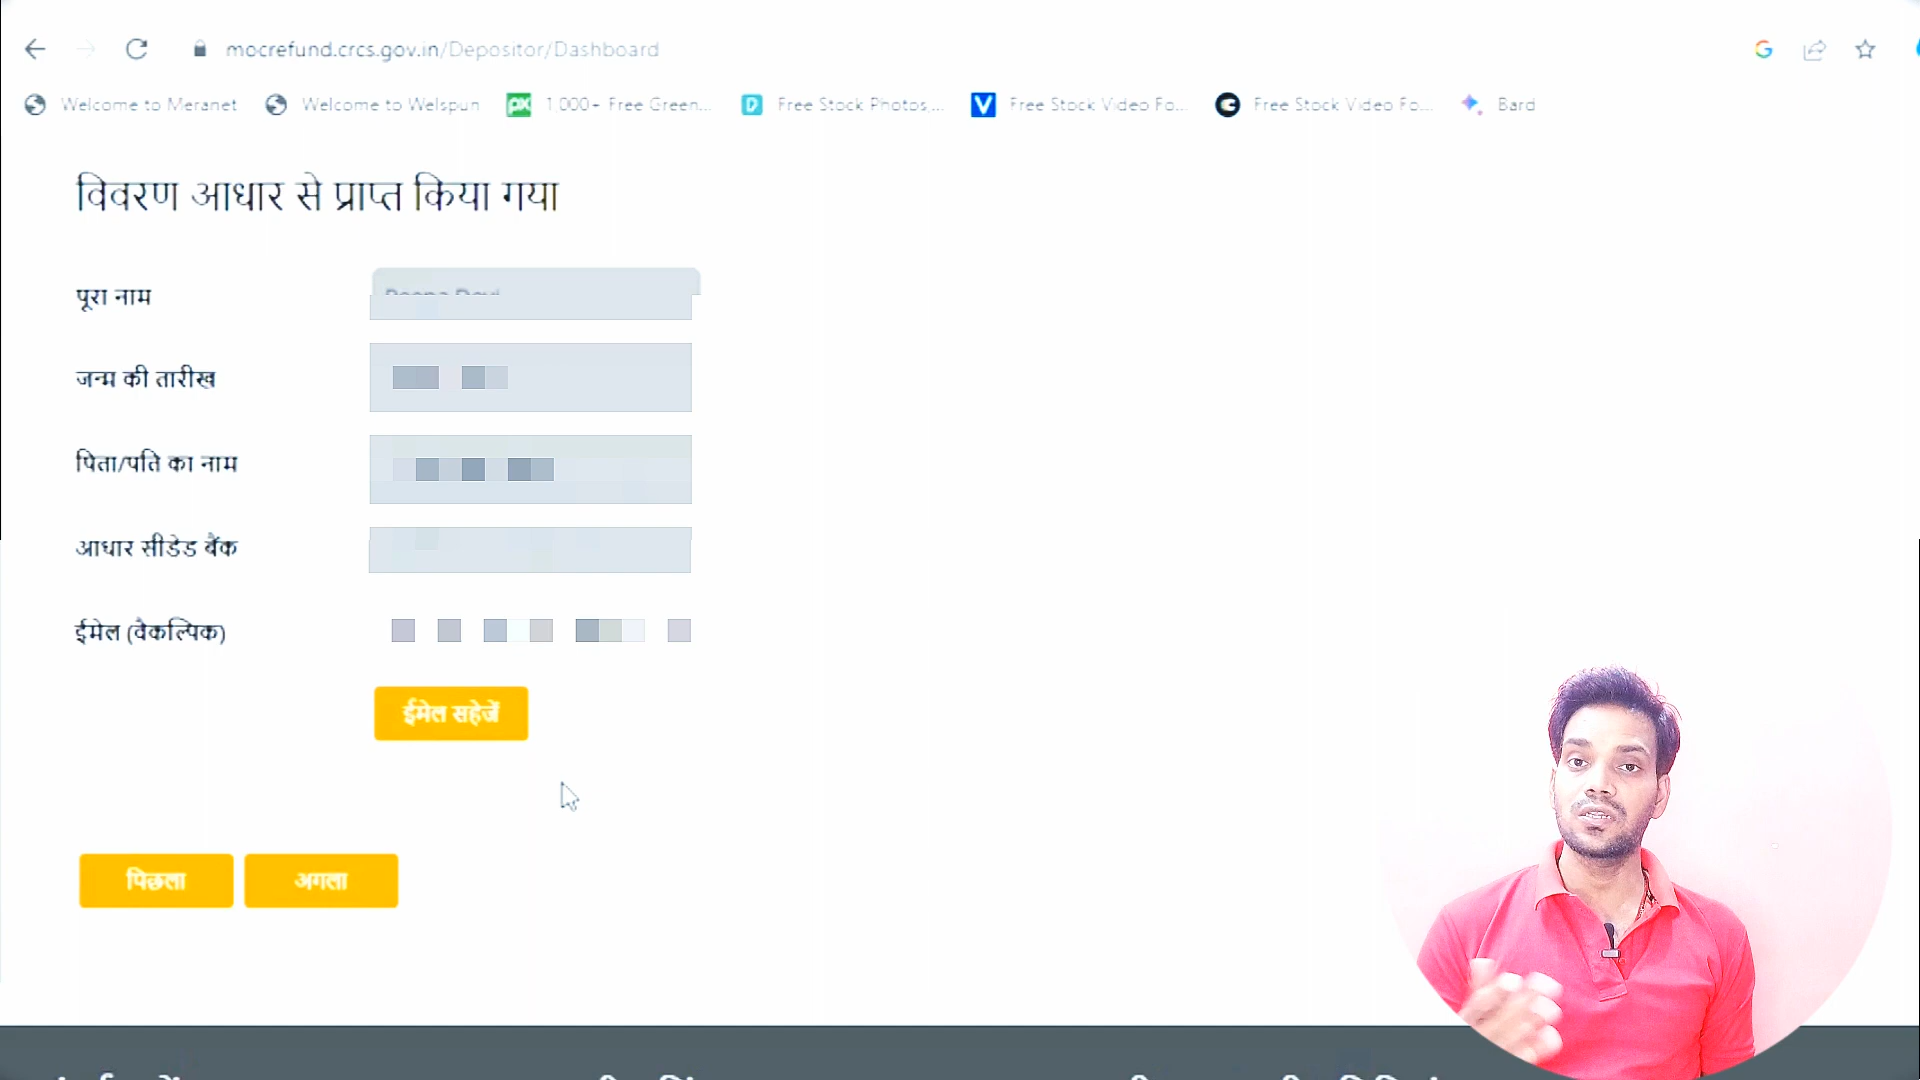 mocrefund.crcs.gov.in/Depositor/Dashboard
Welcome to Meranet Welcome to Welspun 1,000+ Free Green... Free Stock Photos,... Free Stock Video Fo... Free Stock Video Fo... Bard
विवरण आधार से प्राप्त किया गया
पूरा नाम
जन्म की तारीख
पिता/पति का नाम
आधार सीडेड बैंक
ईमेल (वैकल्पिक)
ईमेल सहेजें
पिछला अगला